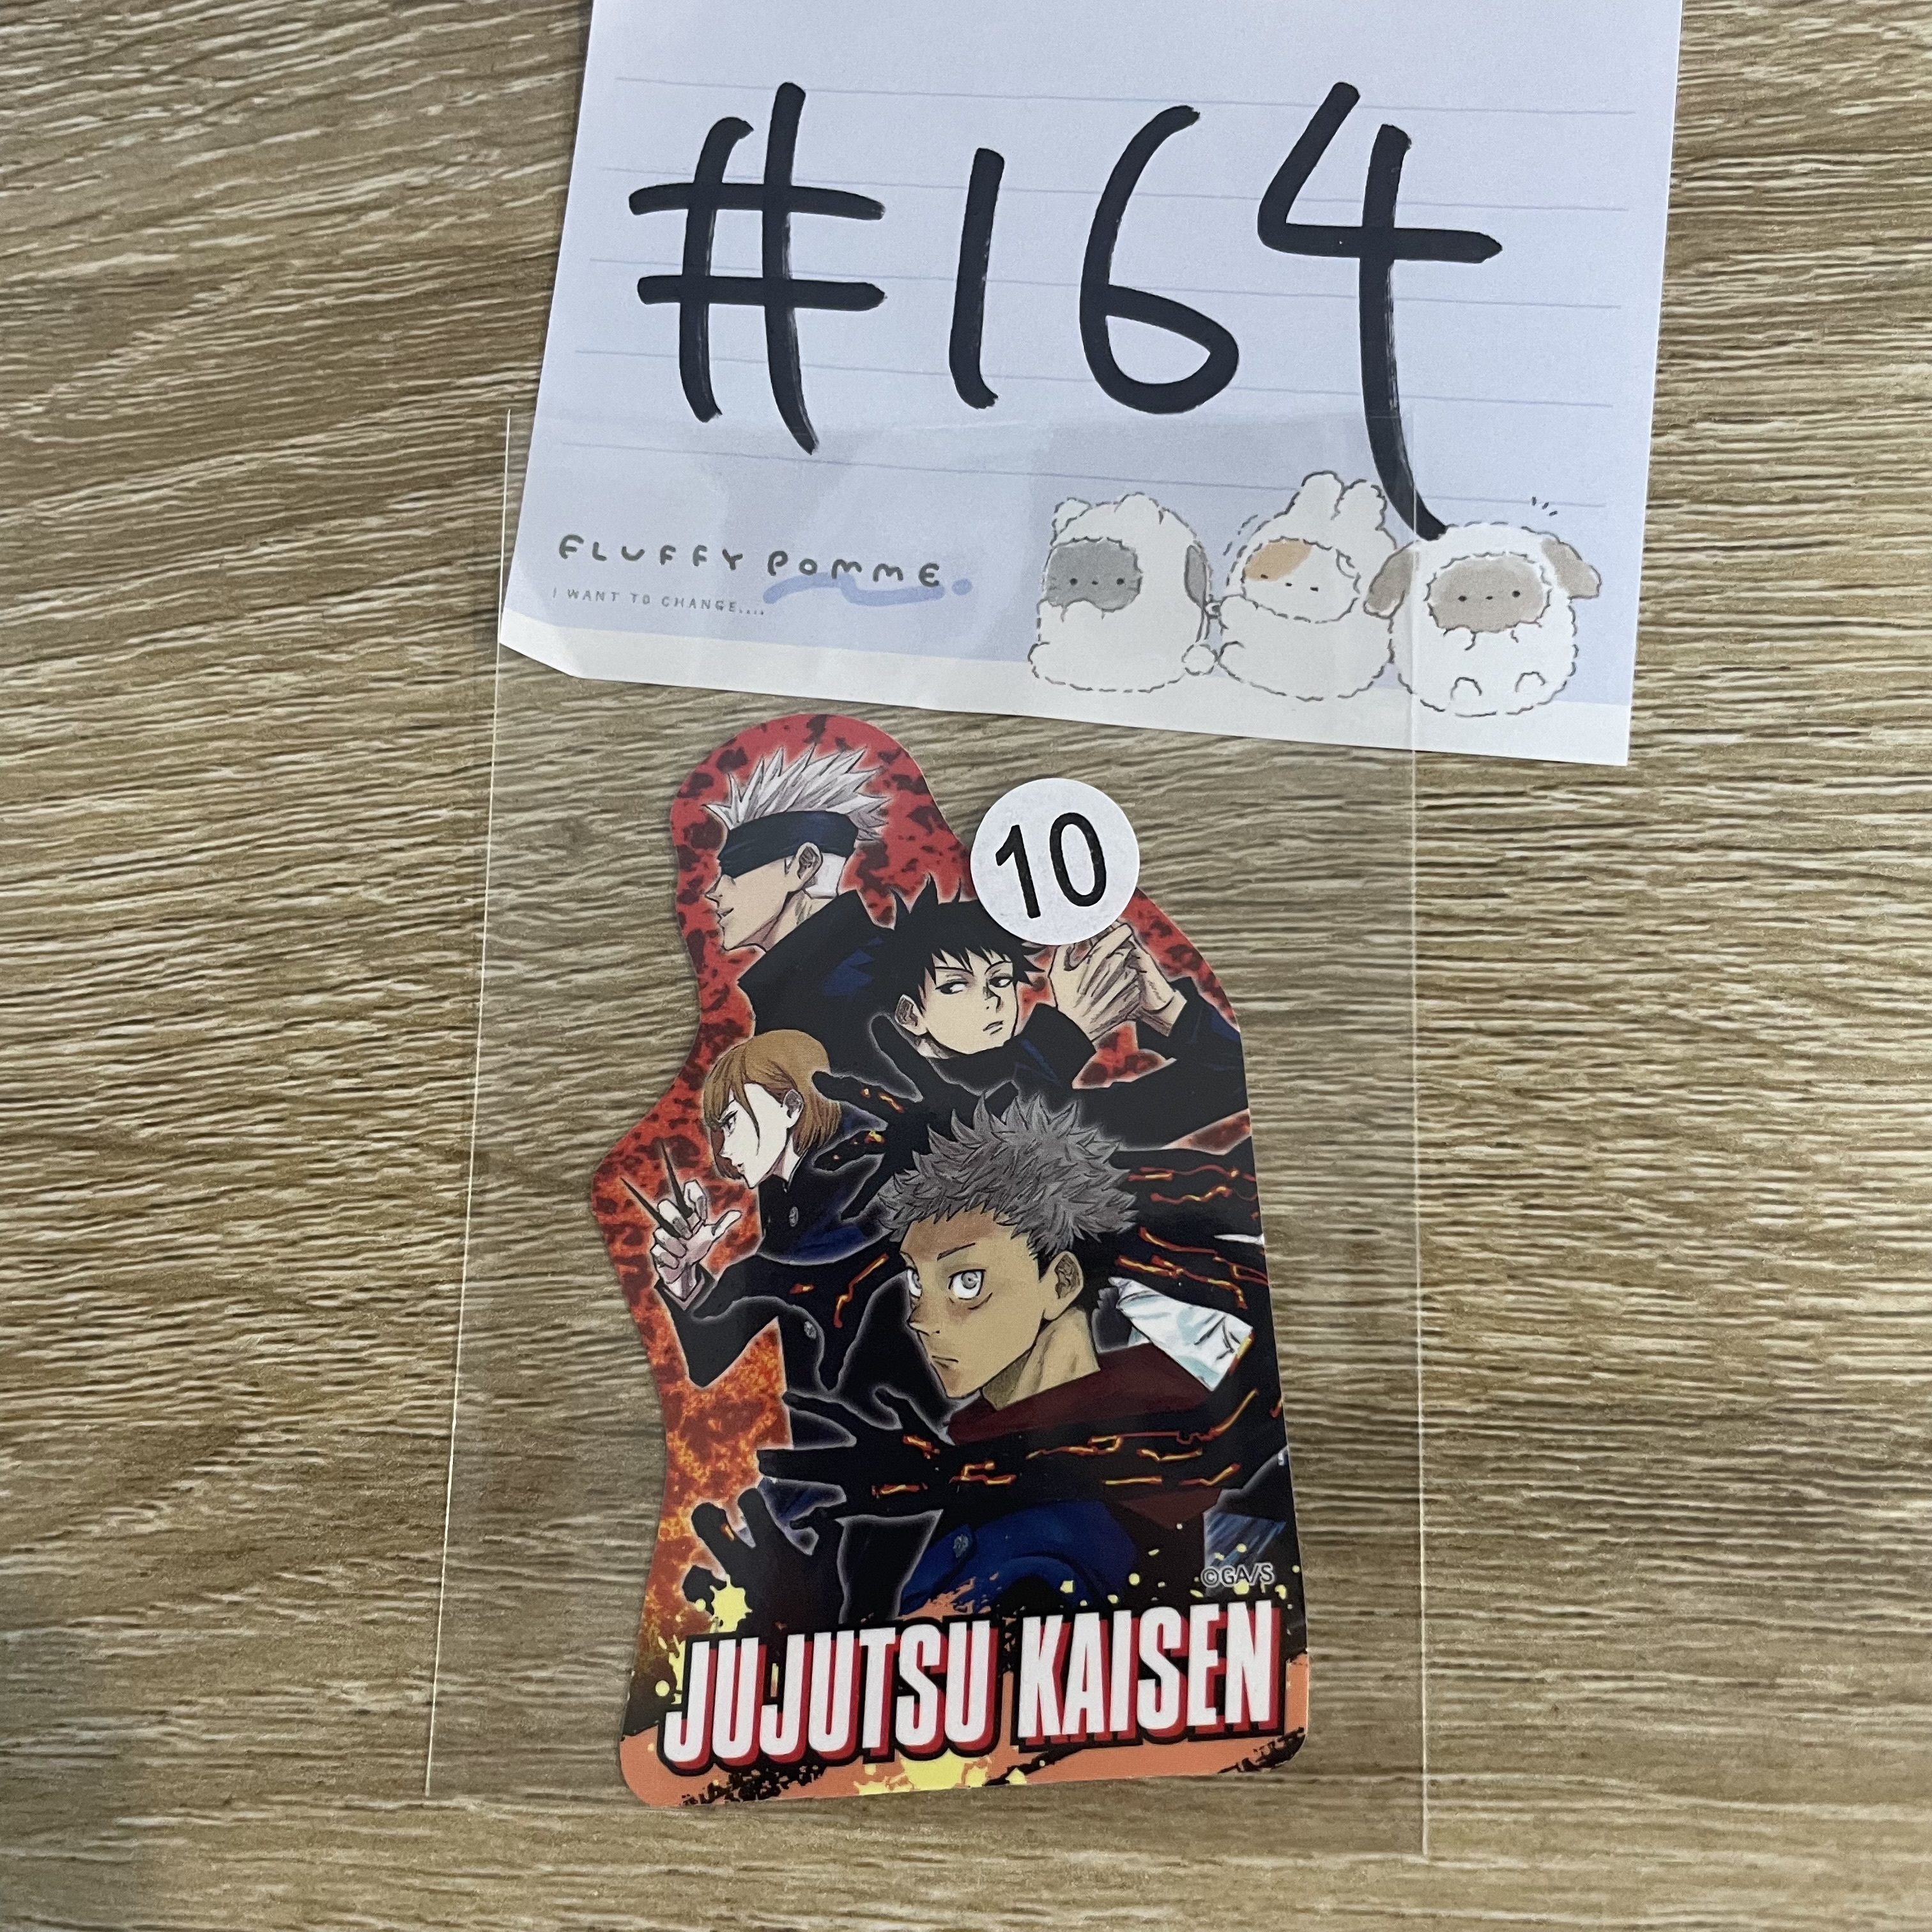 #164
FLUFFY POMME.
I WANT TO CHANGE....
10
©GA/S
JUJUTSU KAISEN